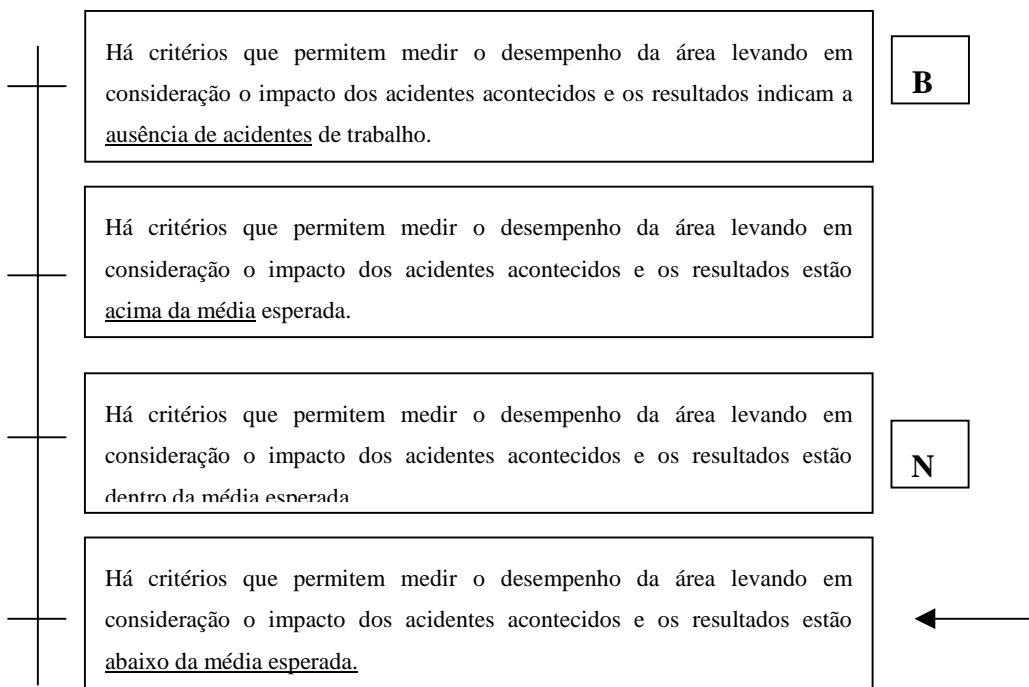 Há critérios que permitem medir o desempenho da área levando em
consideração o impacto dos acidentes acontecidos e os resultados indicam a
ausência de acidentes de trabalho.
B
Há critérios que permitem medir o desempenho da área levando em
consideração o impacto dos acidentes acontecidos e os resultados estão
acima da média esperada.
Há critérios que permitem medir o desempenho da área levando em
consideração o impacto dos acidentes acontecidos e os resultados estão
dentro da média esperada
N
Há critérios que permitem medir o desempenho da área levando em
consideração o impacto dos acidentes acontecidos e os resultados estão
abaixo da média esperada.